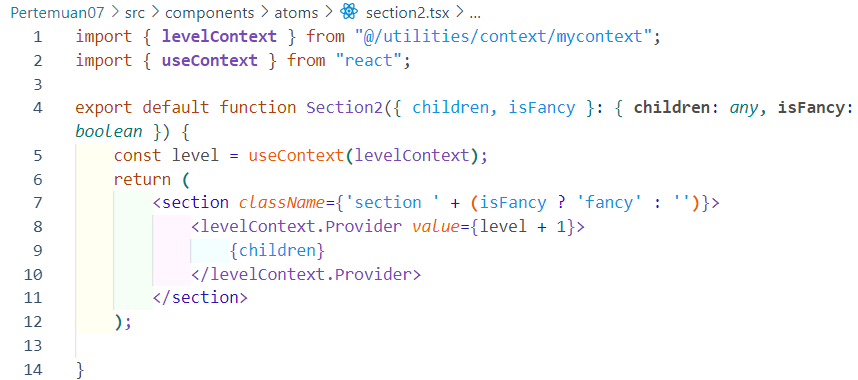 Pertemuan07 > src > components > atoms > section2.tsx > ...
1 import { levelContext } from "@/utilities/context/mycontext";
2 import { useContext } from "react";
3
4 export default function Section2({ children, isFancy }: { children: any, isFancy:
boolean }) {
5 const level = useContext(levelContext);
6 return (
7 <section className={'section ' + (isFancy ? 'fancy' : '')}>
8 <levelContext.Provider value={level + 1}>
9 {children}
10 </levelContext.Provider>
11 </section>
12 );
13
14 }